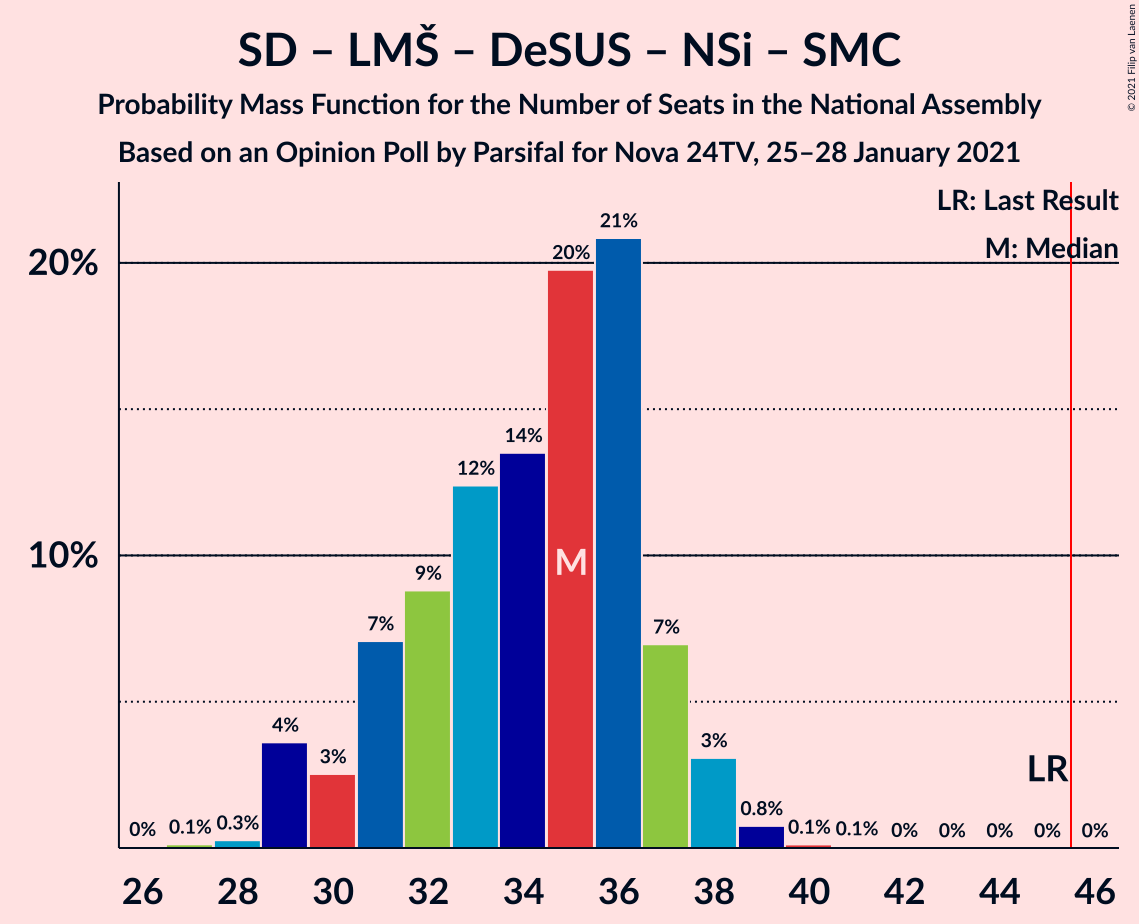 SD – LMŠ – DeSUS – NSi – SMC
Probability Mass Function for the Number of Seats in the National Assembly
Based on an Opinion Poll by Parsifal for Nova 24TV, 25–28 January 2021
© 2021 Filip van Laenen
LR: Last Result
M: Median
20%
10%
0%
0.1%
0.3%
4%
3%
7%
9%
12%
14%
20%
21%
7%
3%
0.8%
0.1%
0.1%
0%
0%
0%
0%
0%
M
LR
26 28 30 32 34 36 38 40 42 44 46